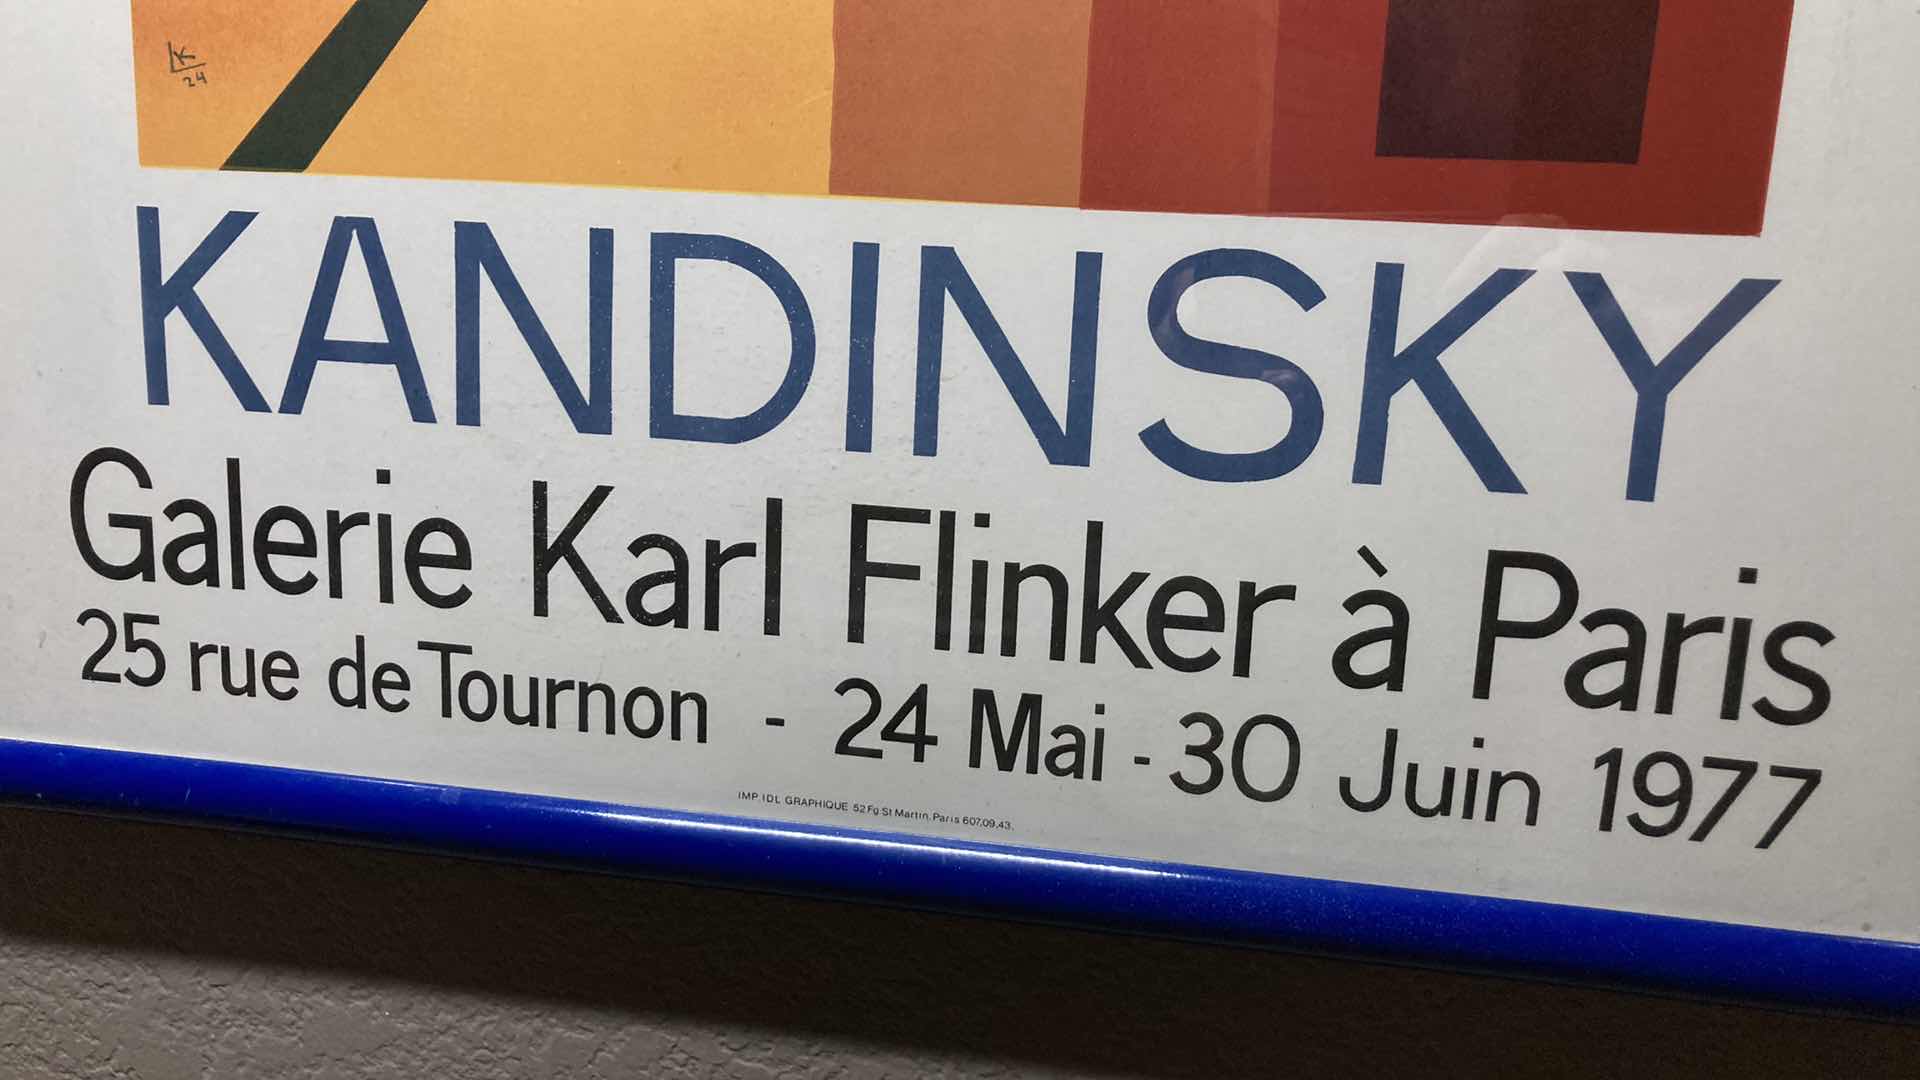 K
24
KANDINSKY
Galerie Karl Flinker à Paris
25 rue de Tournon - 24 Mai - 30 Juin 1977
IMP. IDL GRAPHIQUE 52 Fg St Martin. Paris 607.09.43.